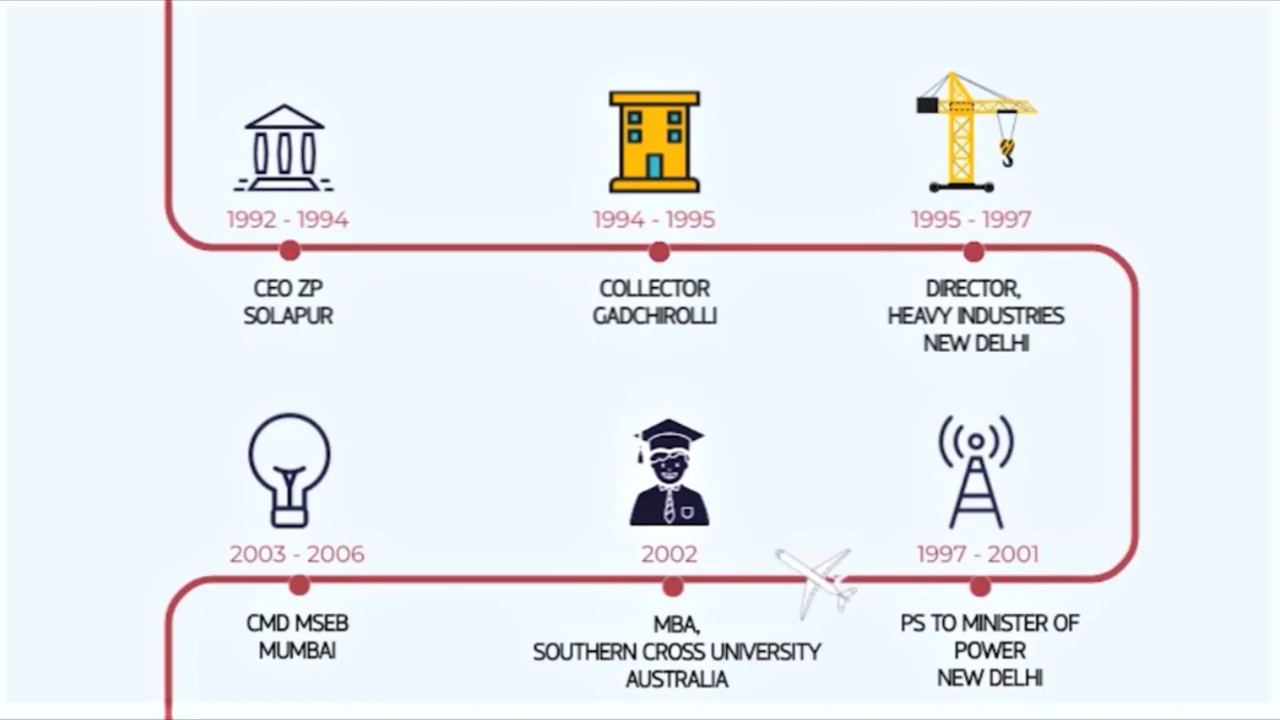 1992 - 1994
CEO ZP
SOLAPUR
1994 - 1995
COLLECTOR
GADCHIROLLI
1995 - 1997
DIRECTOR,
HEAVY INDUSTRIES
NEW DELHI
2003 - 2006
CMD MSEB
MUMBAI
2002
MBA,
SOUTHERN CROSS UNIVERSITY
AUSTRALIA
1997 - 2001
PS TO MINISTER OF
POWER
NEW DELHI